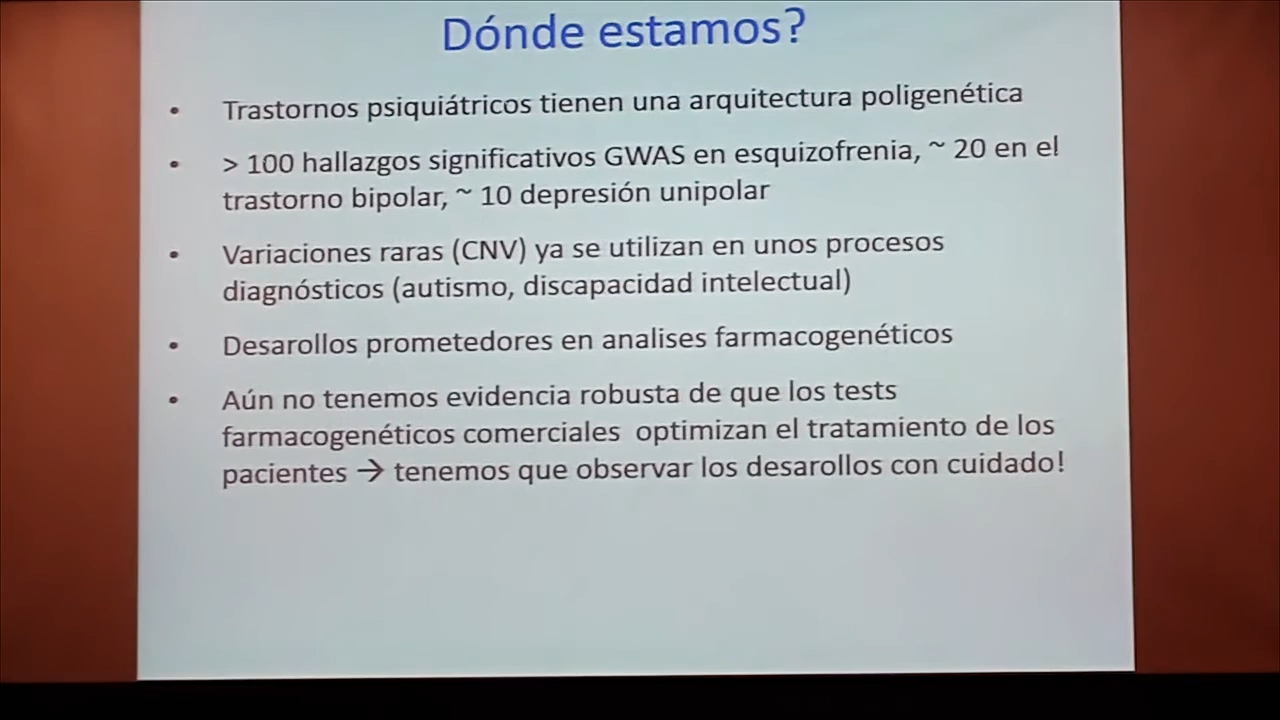 Dónde estamos?
• Trastornos psiquiátricos tienen una arquitectura poligenética
• > 100 hallazgos significativos GWAS en esquizofrenia, ~ 20 en el
trastorno bipolar, ~ 10 depresión unipolar
• Variaciones raras (CNV) ya se utilizan en unos procesos
diagnósticos (autismo, discapacidad intelectual)
• Desarollos prometedores en analises farmacogenéticos
• Aún no tenemos evidencia robusta de que los tests
farmacogenéticos comerciales optimizan el tratamiento de los
pacientes → tenemos que observar los desarollos con cuidado!